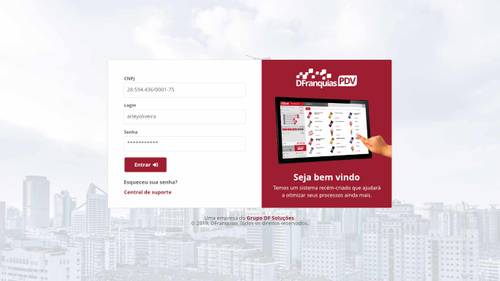 CNPJ
28.594.436/0001-75
Login
arleyoliveira
Senha
***********
Entrar
Esqueceu sua senha?
Central de suporte
DFranquias PDV
Seja bem vindo
Temos um sistema recém-criado que ajudará
a otimizar seus processos ainda mais.
Uma empresa do Grupo DF Soluções
© 2019, DFranquias. Todos os direitos reservados.